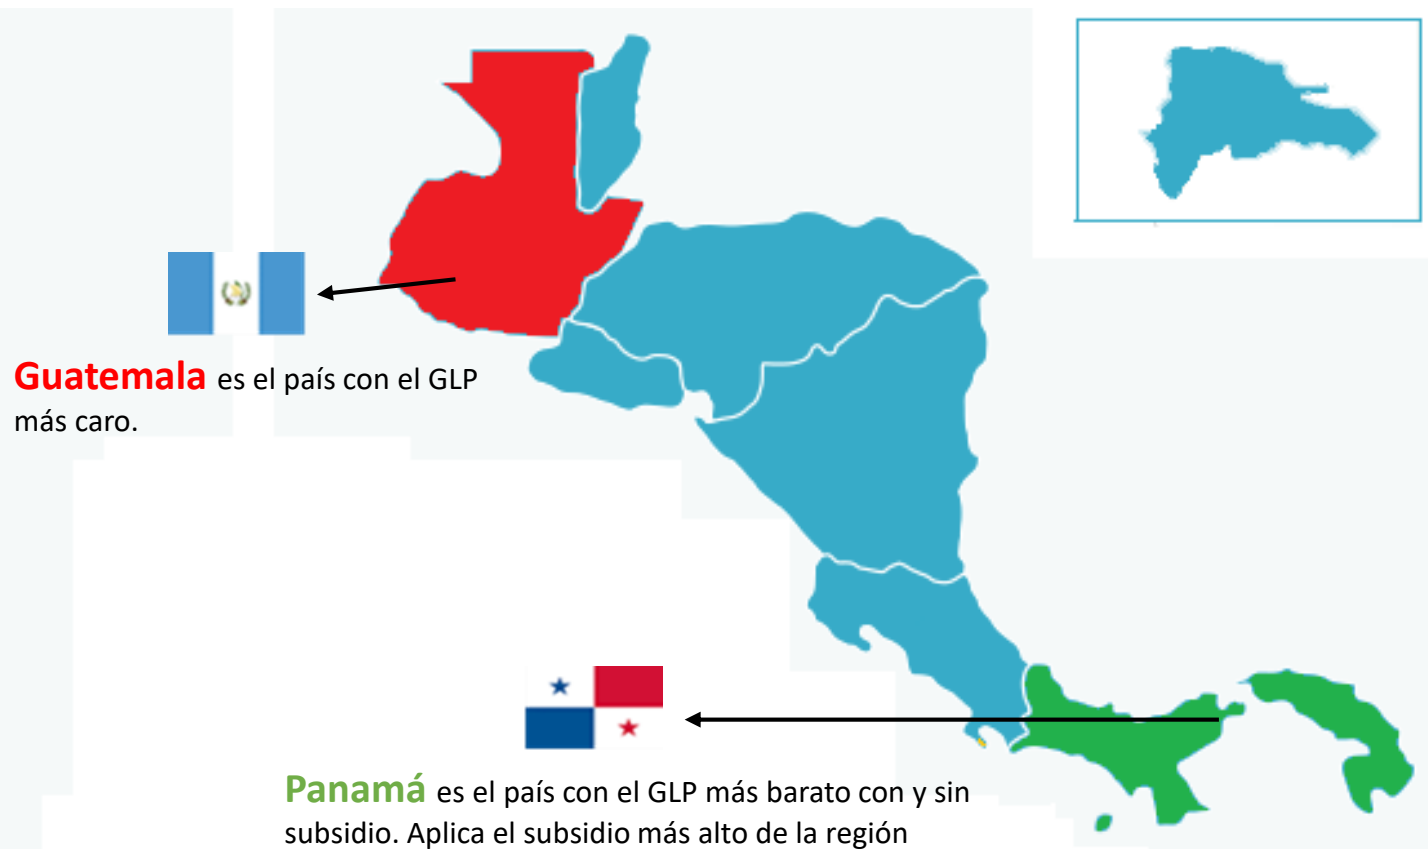 Guatemala es el país con el GLP
más caro.
Panamá es el país con el GLP más barato con y sin
subsidio. Aplica el subsidio más alto de la región